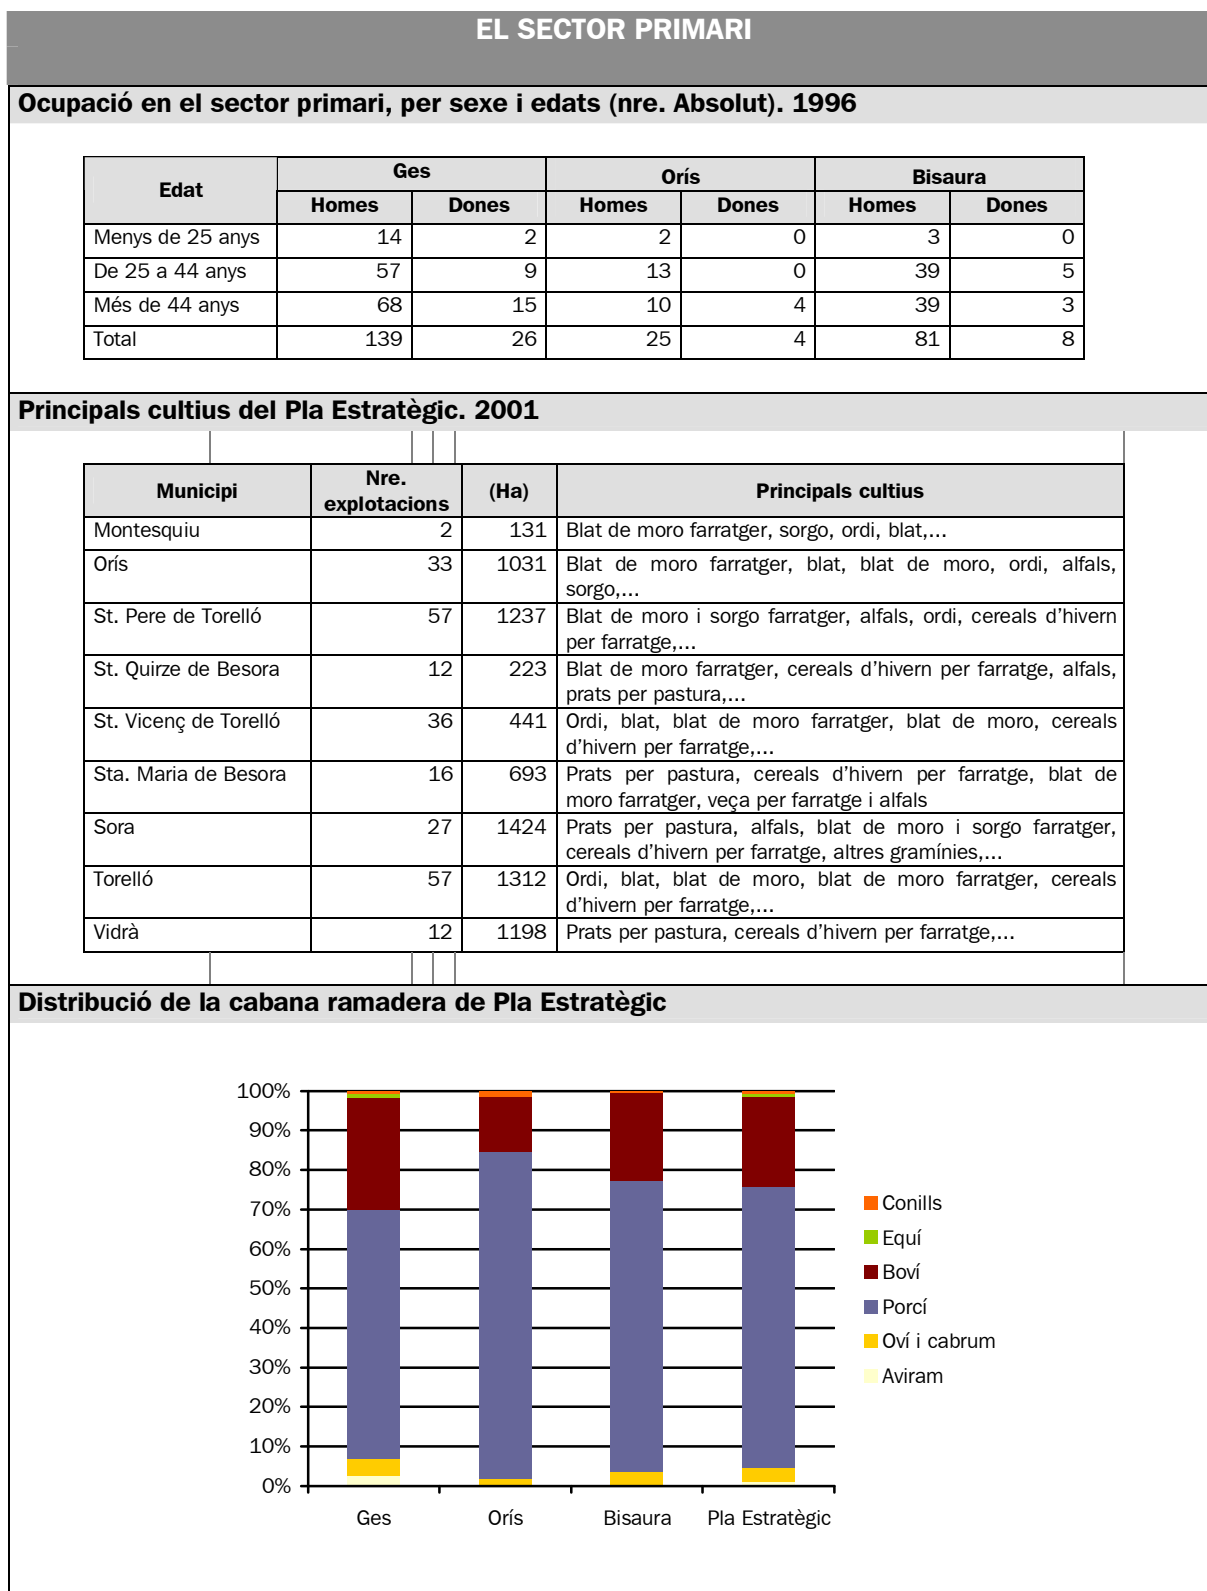 EL SECTOR PRIMARI
Ocupació en el sector primari, per sexe i edats (nre. Absolut). 1996
Edat Ges Orís Bisaura
Homes Dones Homes Dones Homes Dones
Menys de 25 anys 14 2 2 0 3 0
De 25 a 44 anys 57 9 13 0 39 5
Més de 44 anys 68 15 10 4 39 3
Total 139 26 25 4 81 8
Principals cultius del Pla Estratègic. 2001
Municipi Nre. explotacions (Ha) Principals cultius
Montesquiu 2 131 Blat de moro farratger, sorgo, ordi, blat,...
Orís 33 1031 Blat de moro farratger, blat, blat de moro, ordi, alfals,
sorgo,...
St. Pere de Torelló 57 1237 Blat de moro i sorgo farratger, alfals, ordi, cereals d'hivern
per farratge,...
St. Quirze de Besora 12 223 Blat de moro farratger, cereals d'hivern per farratge, alfals,
prats per pastura,...
St. Vicenç de Torelló 36 441 Ordi, blat, blat de moro farratger, blat de moro, cereals
d'hivern per farratge,...
Sta. Maria de Besora 16 693 Prats per pastura, cereals d'hivern per farratge, blat de
moro farratger, veça per farratge i alfals
Sora 27 1424 Prats per pastura, alfals, blat de moro i sorgo farratger,
cereals d'hivern per farratge, altres gramínies,...
Torelló 57 1312 Ordi, blat, blat de moro, blat de moro farratger, cereals
d'hivern per farratge,...
Vidrà 12 1198 Prats per pastura, cereals d'hivern per farratge,...
Distribució de la cabana ramadera de Pla Estratègic
100%
90%
80%
70%
60%
50%
40%
30%
20%
10%
0%
Ges Orís Bisaura Pla Estratègic
Conills
Equí
Boví
Porcí
Oví i cabrum
Aviram